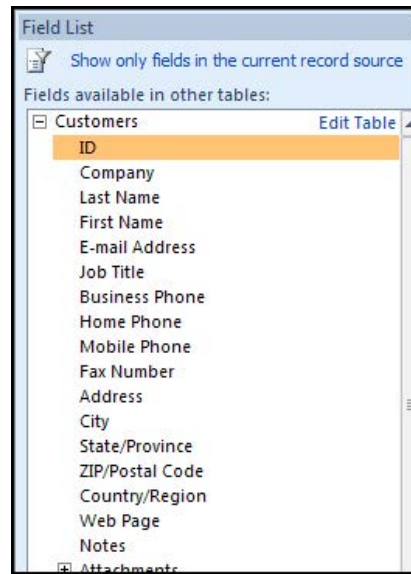 Field List
Show only fields in the current record source
Fields available in other tables:
Customers Edit Table
ID
Company
Last Name
First Name
E-mail Address
Job Title
Business Phone
Home Phone
Mobile Phone
Fax Number
Address
City
State/Province
ZIP/Postal Code
Country/Region
Web Page
Notes
Attachments